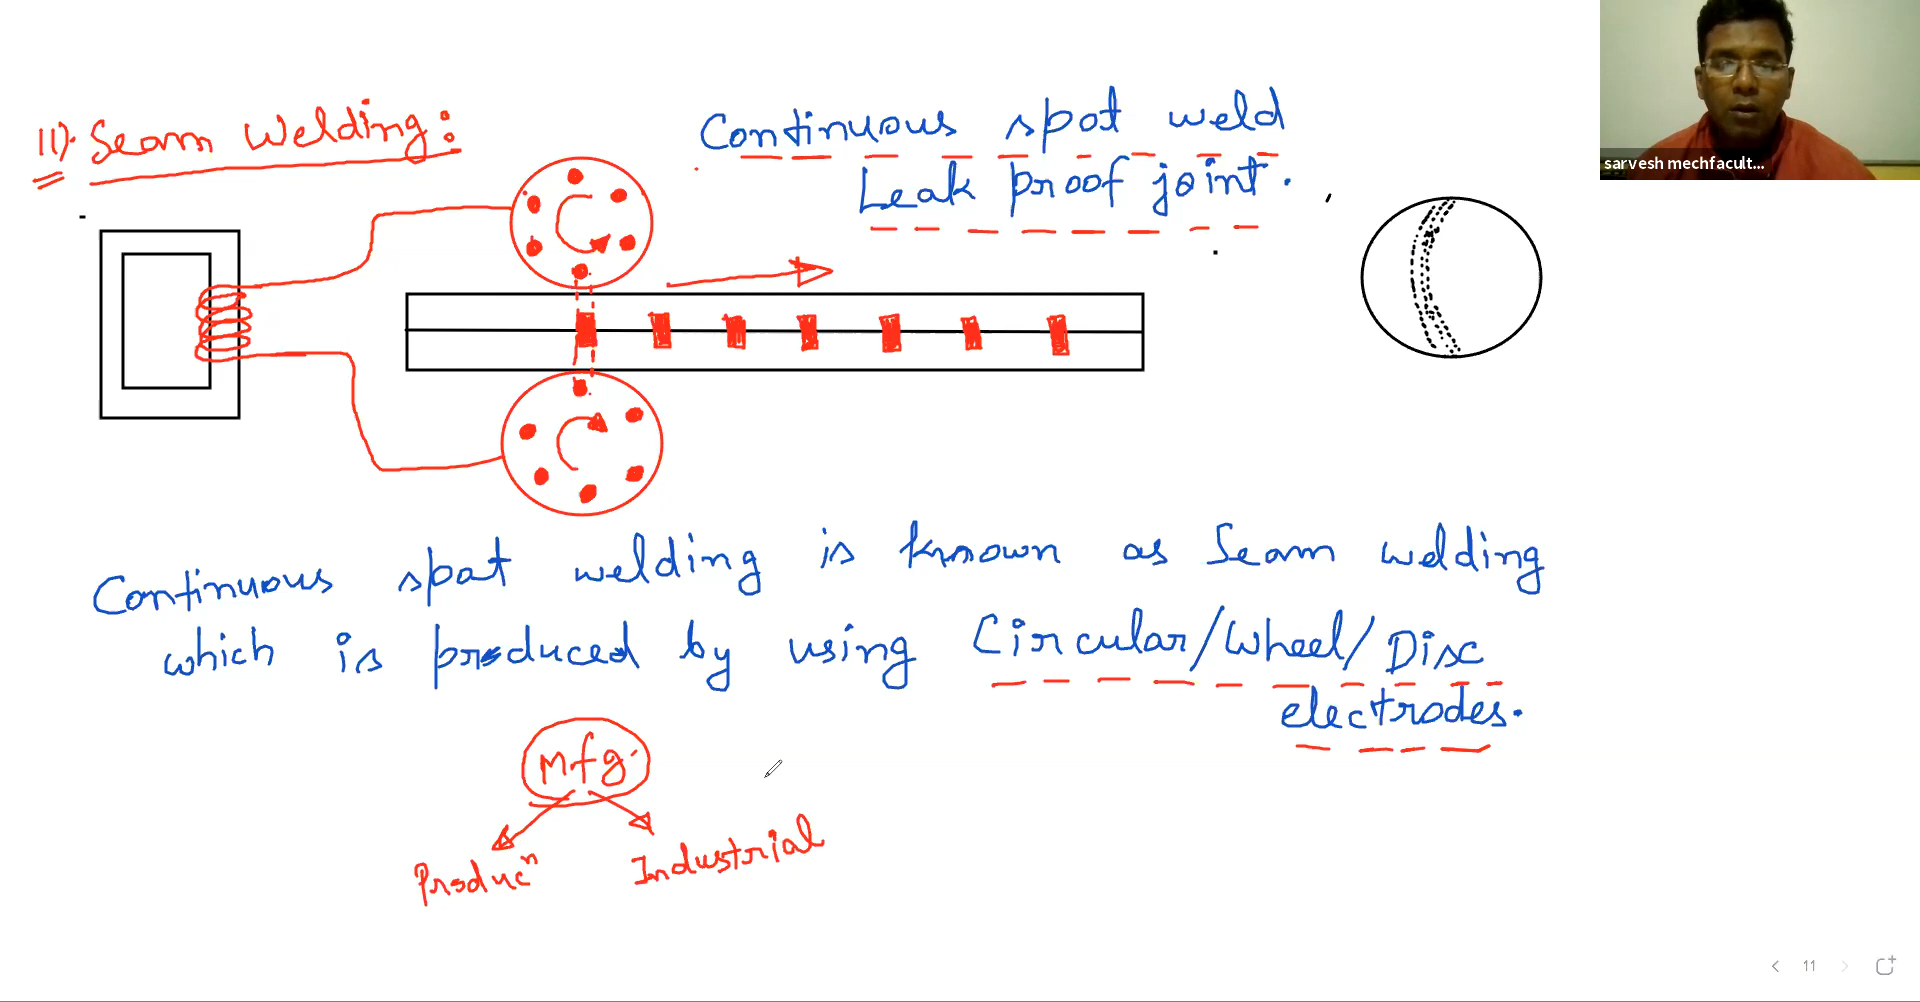 II). Seam Welding:
Continuous spot weld
Leak proof joint.
sarvesh mechfacult...
Continuous spot welding is known as Seam welding
which is produced by using Circular/Wheel/Disc
electrodes.
Mfg.
Producⁿ
Industrial
11